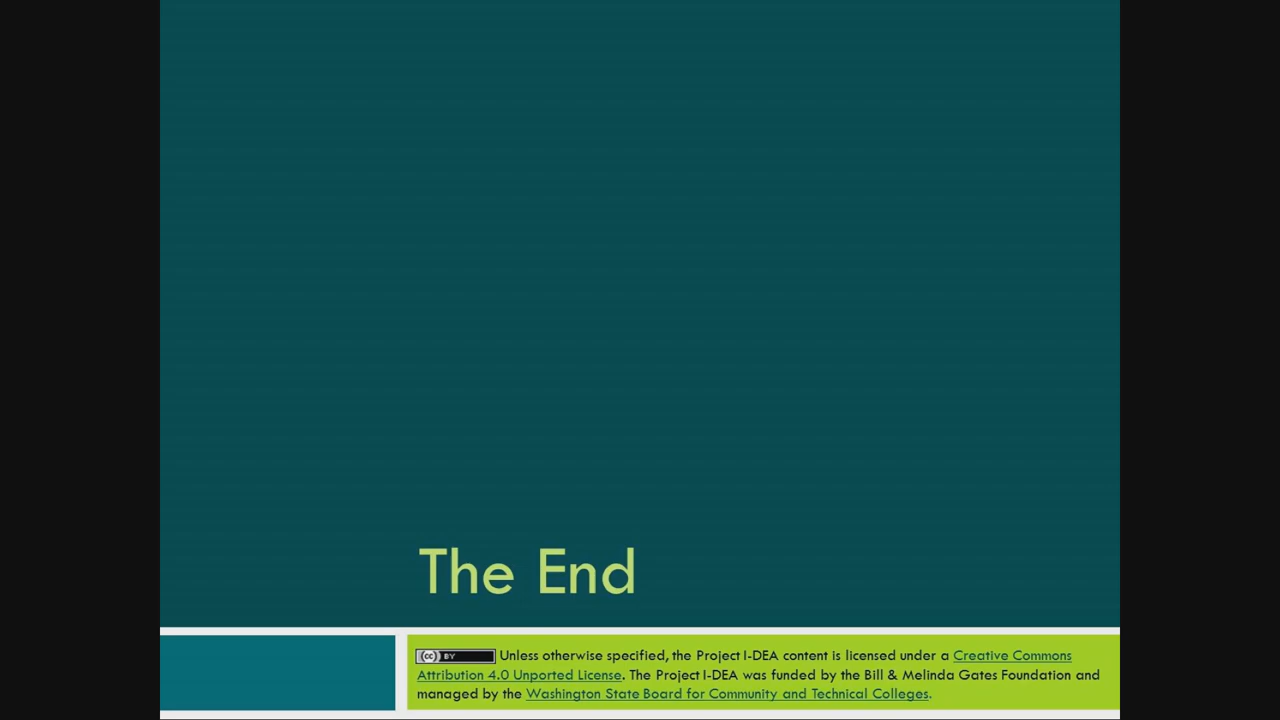 The End
(cc) BY Unless otherwise specified, the Project I-DEA content is licensed under a Creative Commons
Attribution 4.0 Unported License. The Project I-DEA was funded by the Bill & Melinda Gates Foundation and
managed by the Washington State Board for Community and Technical Colleges.